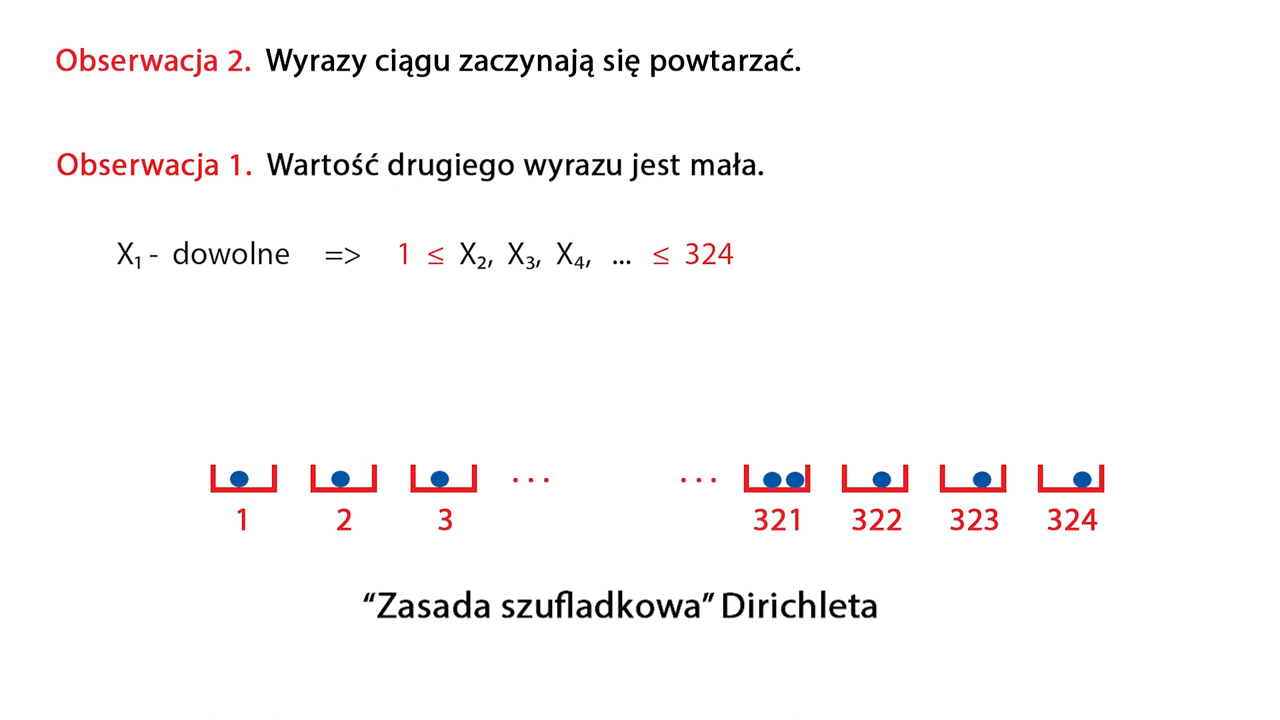 Obserwacja 2. Wyrazy ciągu zaczynają się powtarzać.
Obserwacja 1. Wartość drugiego wyrazu jest mała.
X₁ - dowolne => 1 ≤ X₂, X₃, X₄, ... ≤ 324
... ...
1 2 3 321 322 323 324
“Zasada szufladkowa” Dirichleta